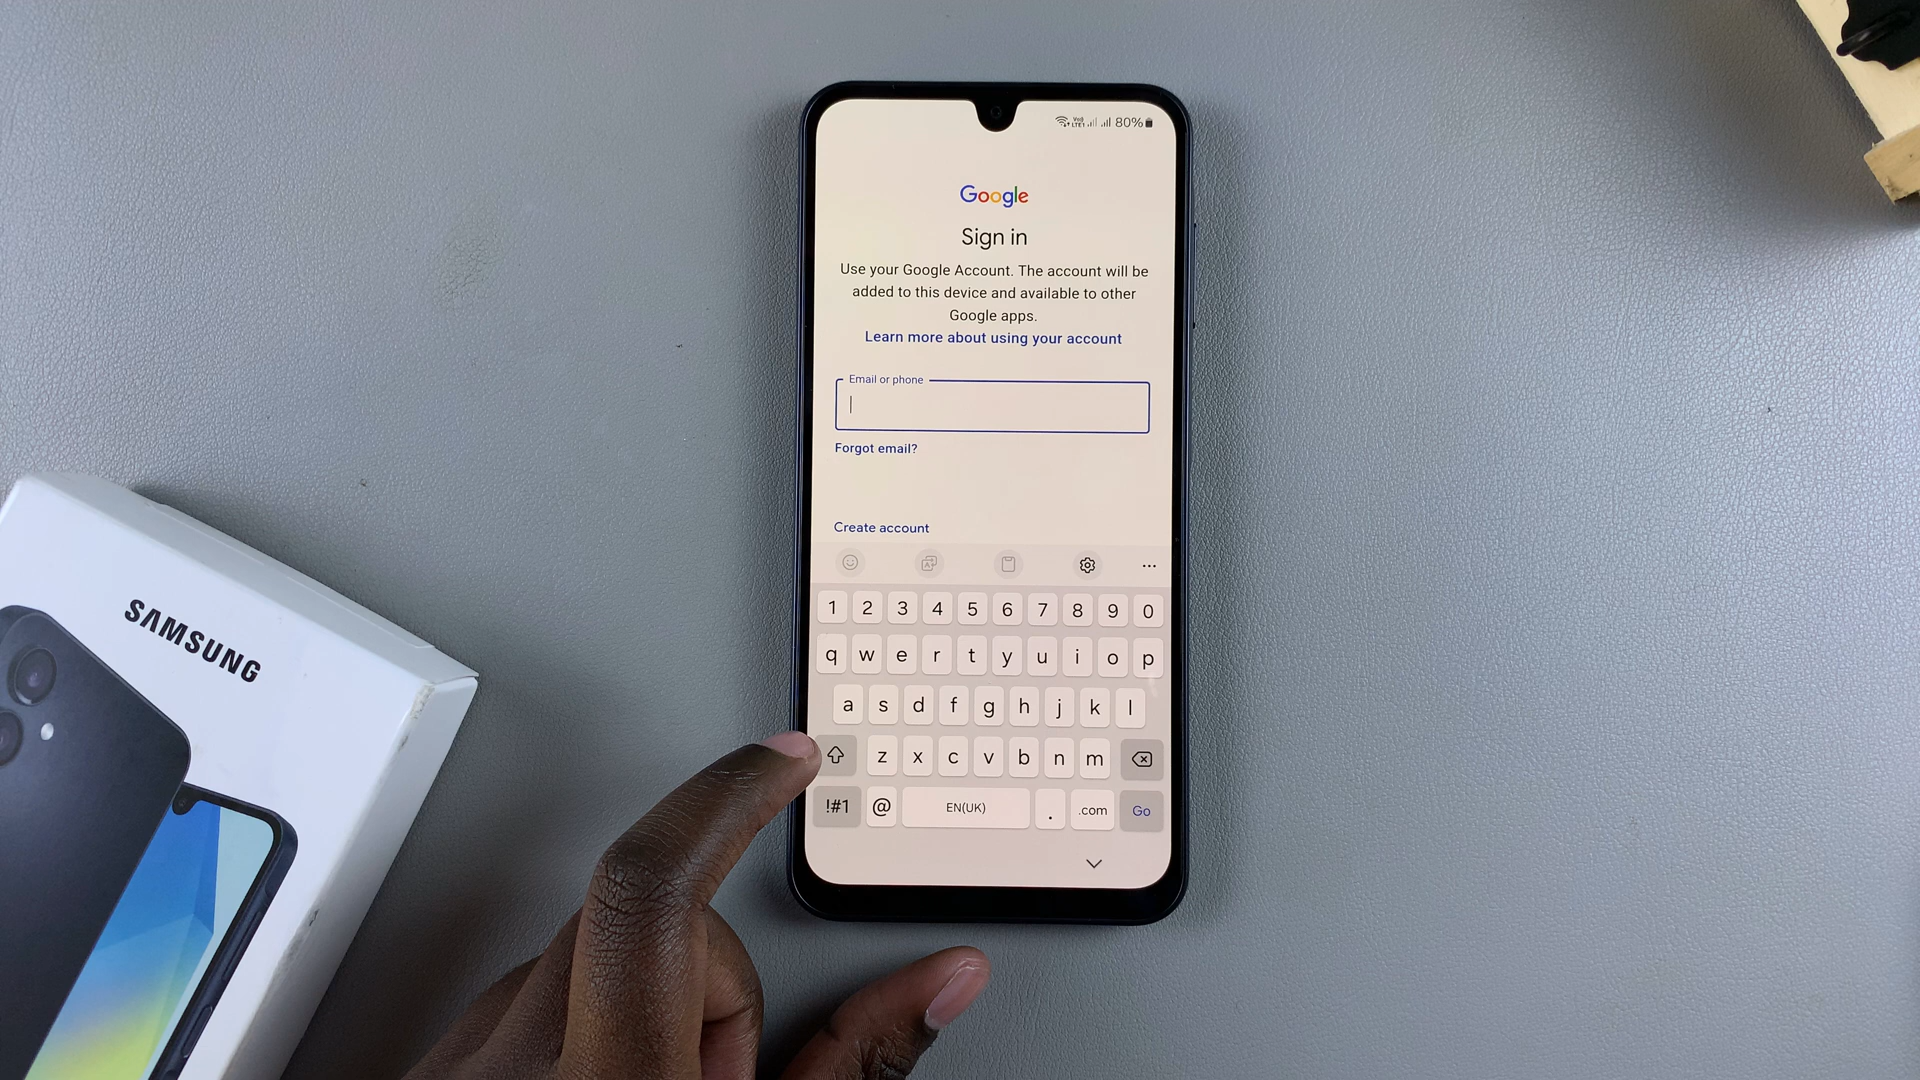 80%
Google
Sign in
Use your Google Account. The account will be
added to this device and available to other
Google apps.
Learn more about using your account
Email or phone
Forgot email?
Create account
1 2 3 4 5 6 7 8 9 0
q w e r t y u i o p
a s d f g h j k l
z x c v b n m
!#1 @ EN(UK) . .com Go
SAMSUNG